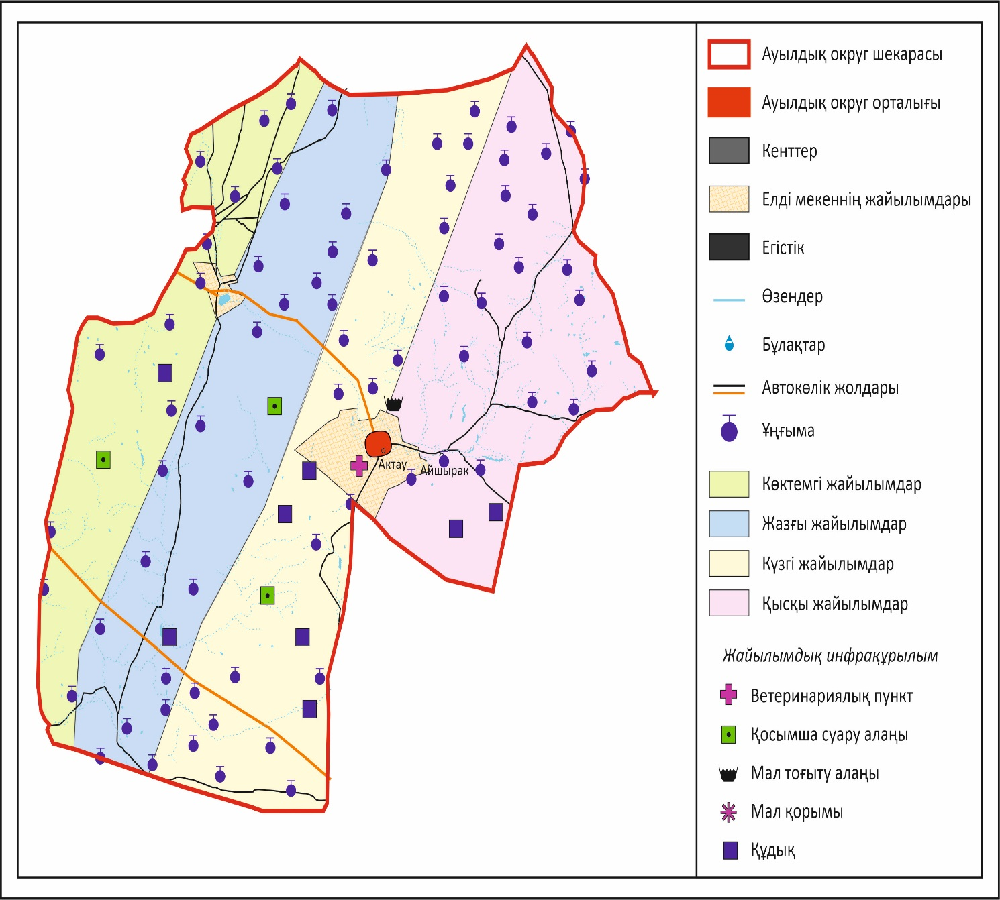 Актау
Айшырак
Ауылдық округ шекарасы
Ауылдық округ орталығы
Кенттер
Елді мекеннің жайылымдары
Егістік
Өзендер
Бұлақтар
Автокөлік жолдары
Ұңғыма
Көктемгі жайылымдар
Жазғы жайылымдар
Күзгі жайылымдар
Қысқы жайылымдар
Жайылымдық инфрақұрылым
Ветеринариялық пункт
Қосымша суару алаңы
Мал тоғыту алаңы
Мал қорымы
Құдық